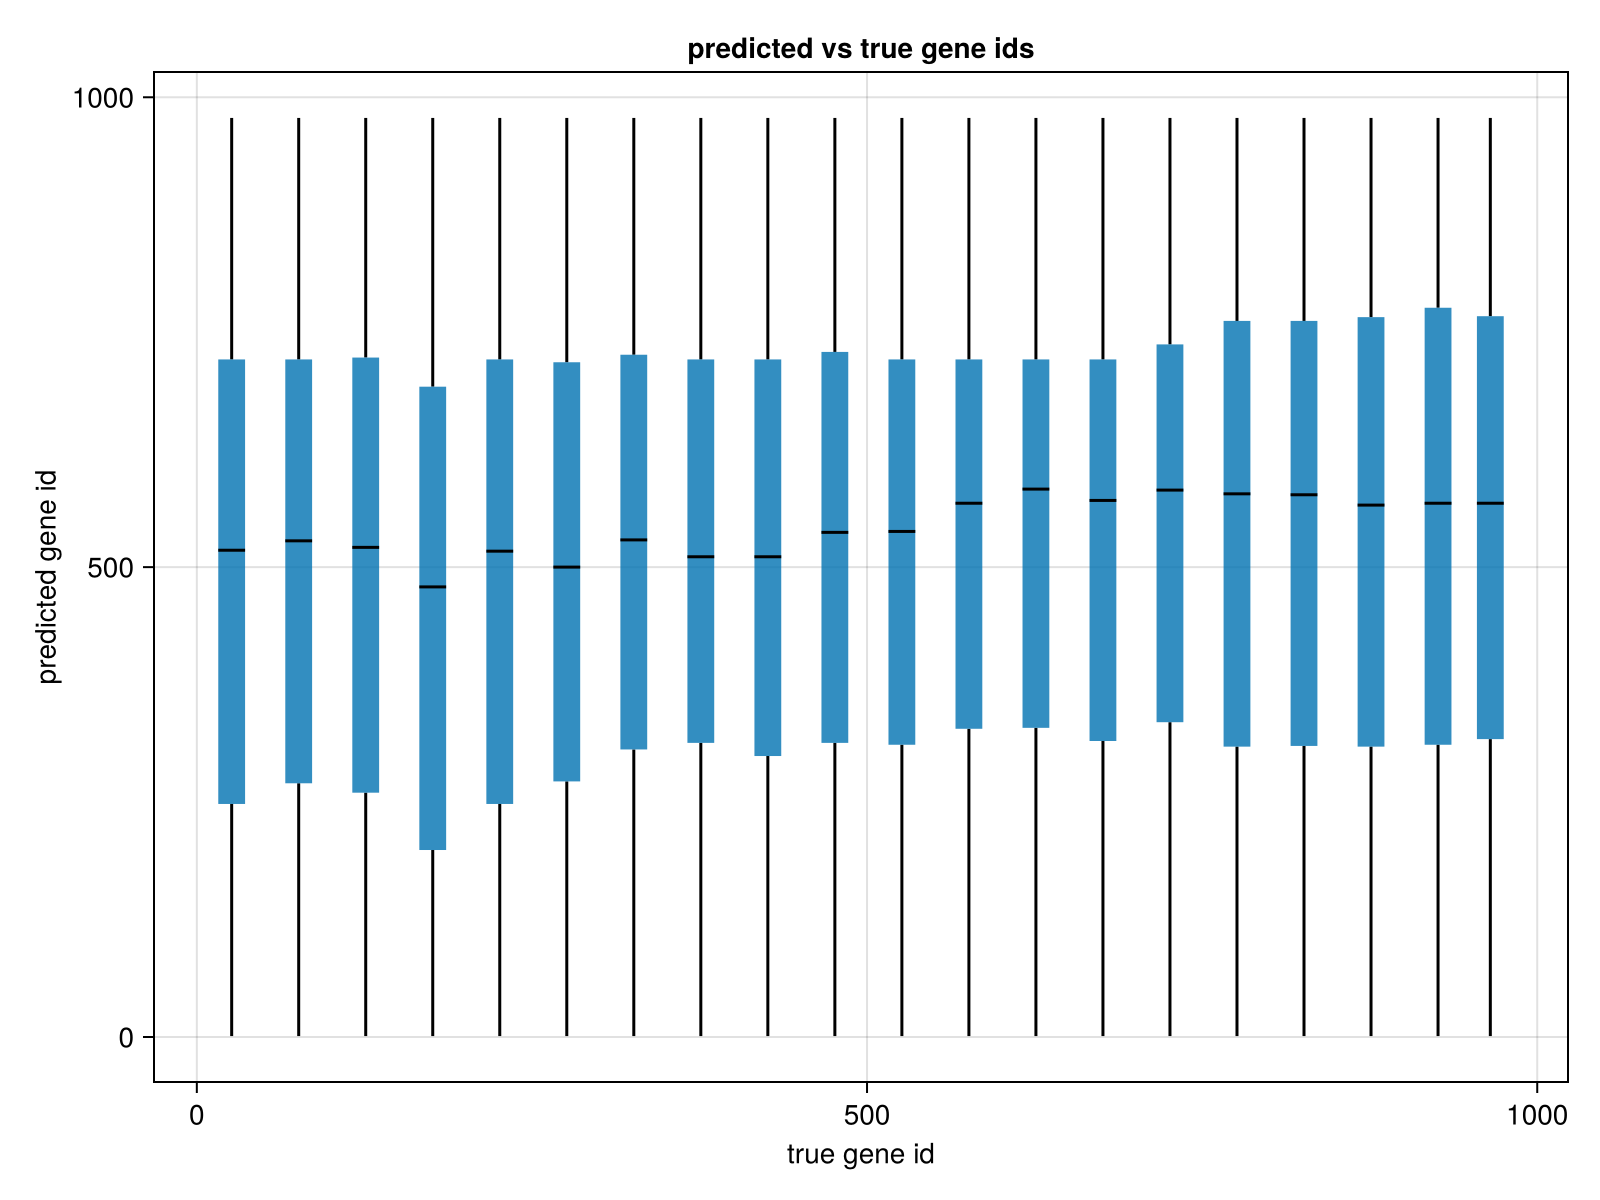 predicted vs true gene ids
1000
500
0
predicted gene id
0 500 1000
true gene id